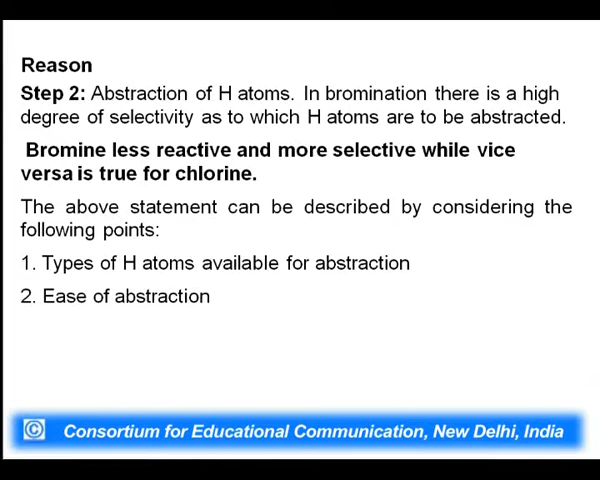 Reason
Step 2: Abstraction of H atoms. In bromination there is a high
degree of selectivity as to which H atoms are to be abstracted.
Bromine less reactive and more selective while vice
versa is true for chlorine.
The above statement can be described by considering the
following points:
1. Types of H atoms available for abstraction
2. Ease of abstraction
© Consortium for Educational Communication, New Delhi, India